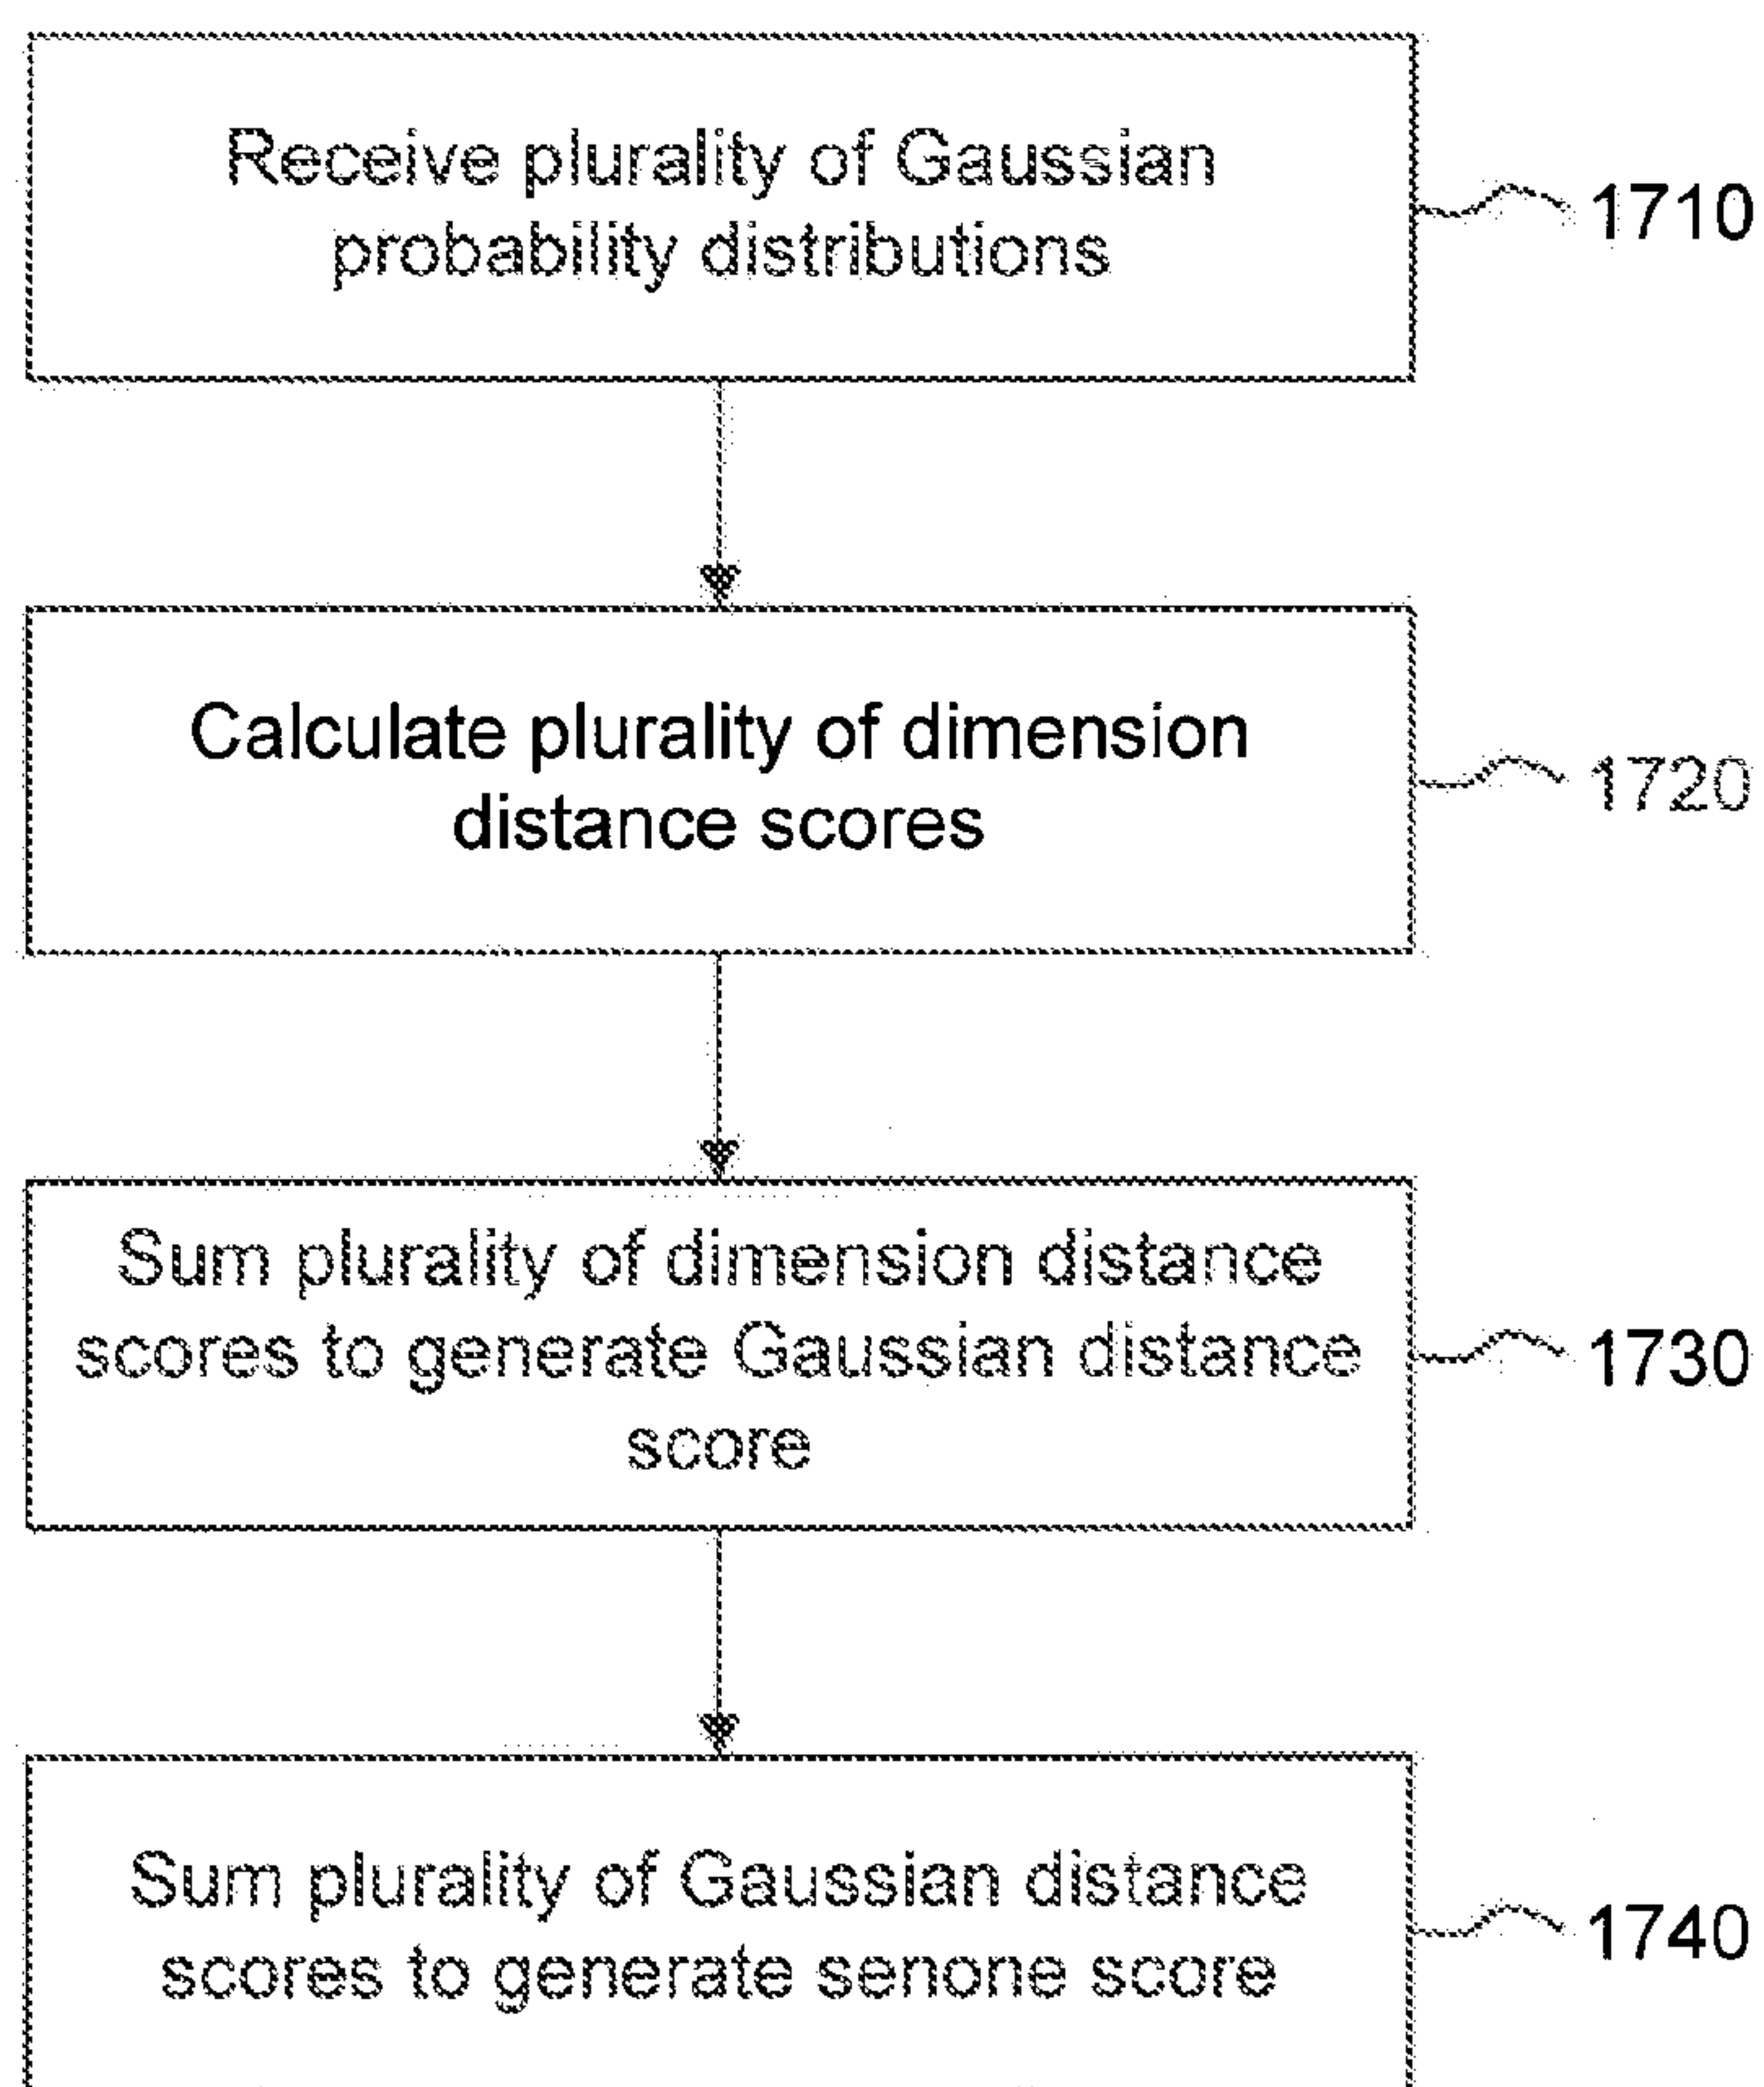 Receive plurality of Gaussian
probability distributions
1710
Calculate plurality of dimension
distance scores
1720
Sum plurality of dimension distance
scores to generate Gaussian distance
score
1730
Sum plurality of Gaussian distance
scores to generate senone score
1740